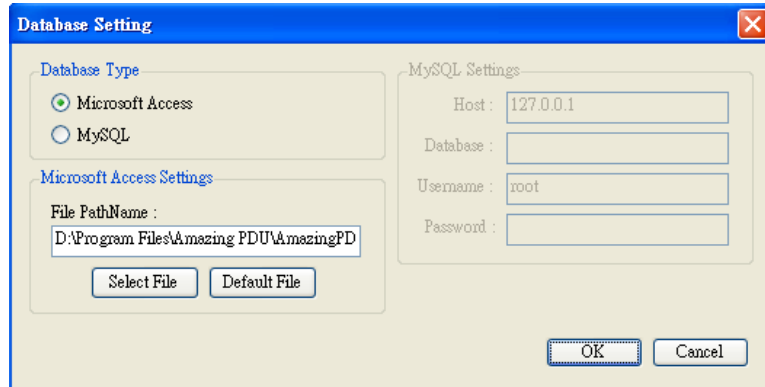 Database Setting
Database Type
Microsoft Access
MySQL
Microsoft Access Settings
File PathName :
D:\Program Files\Amazing PDU\AmazingPD
Select File
Default File
MySQL Settings
Host :
127.0.0.1
Database :
Username :
root
Password :
OK
Cancel